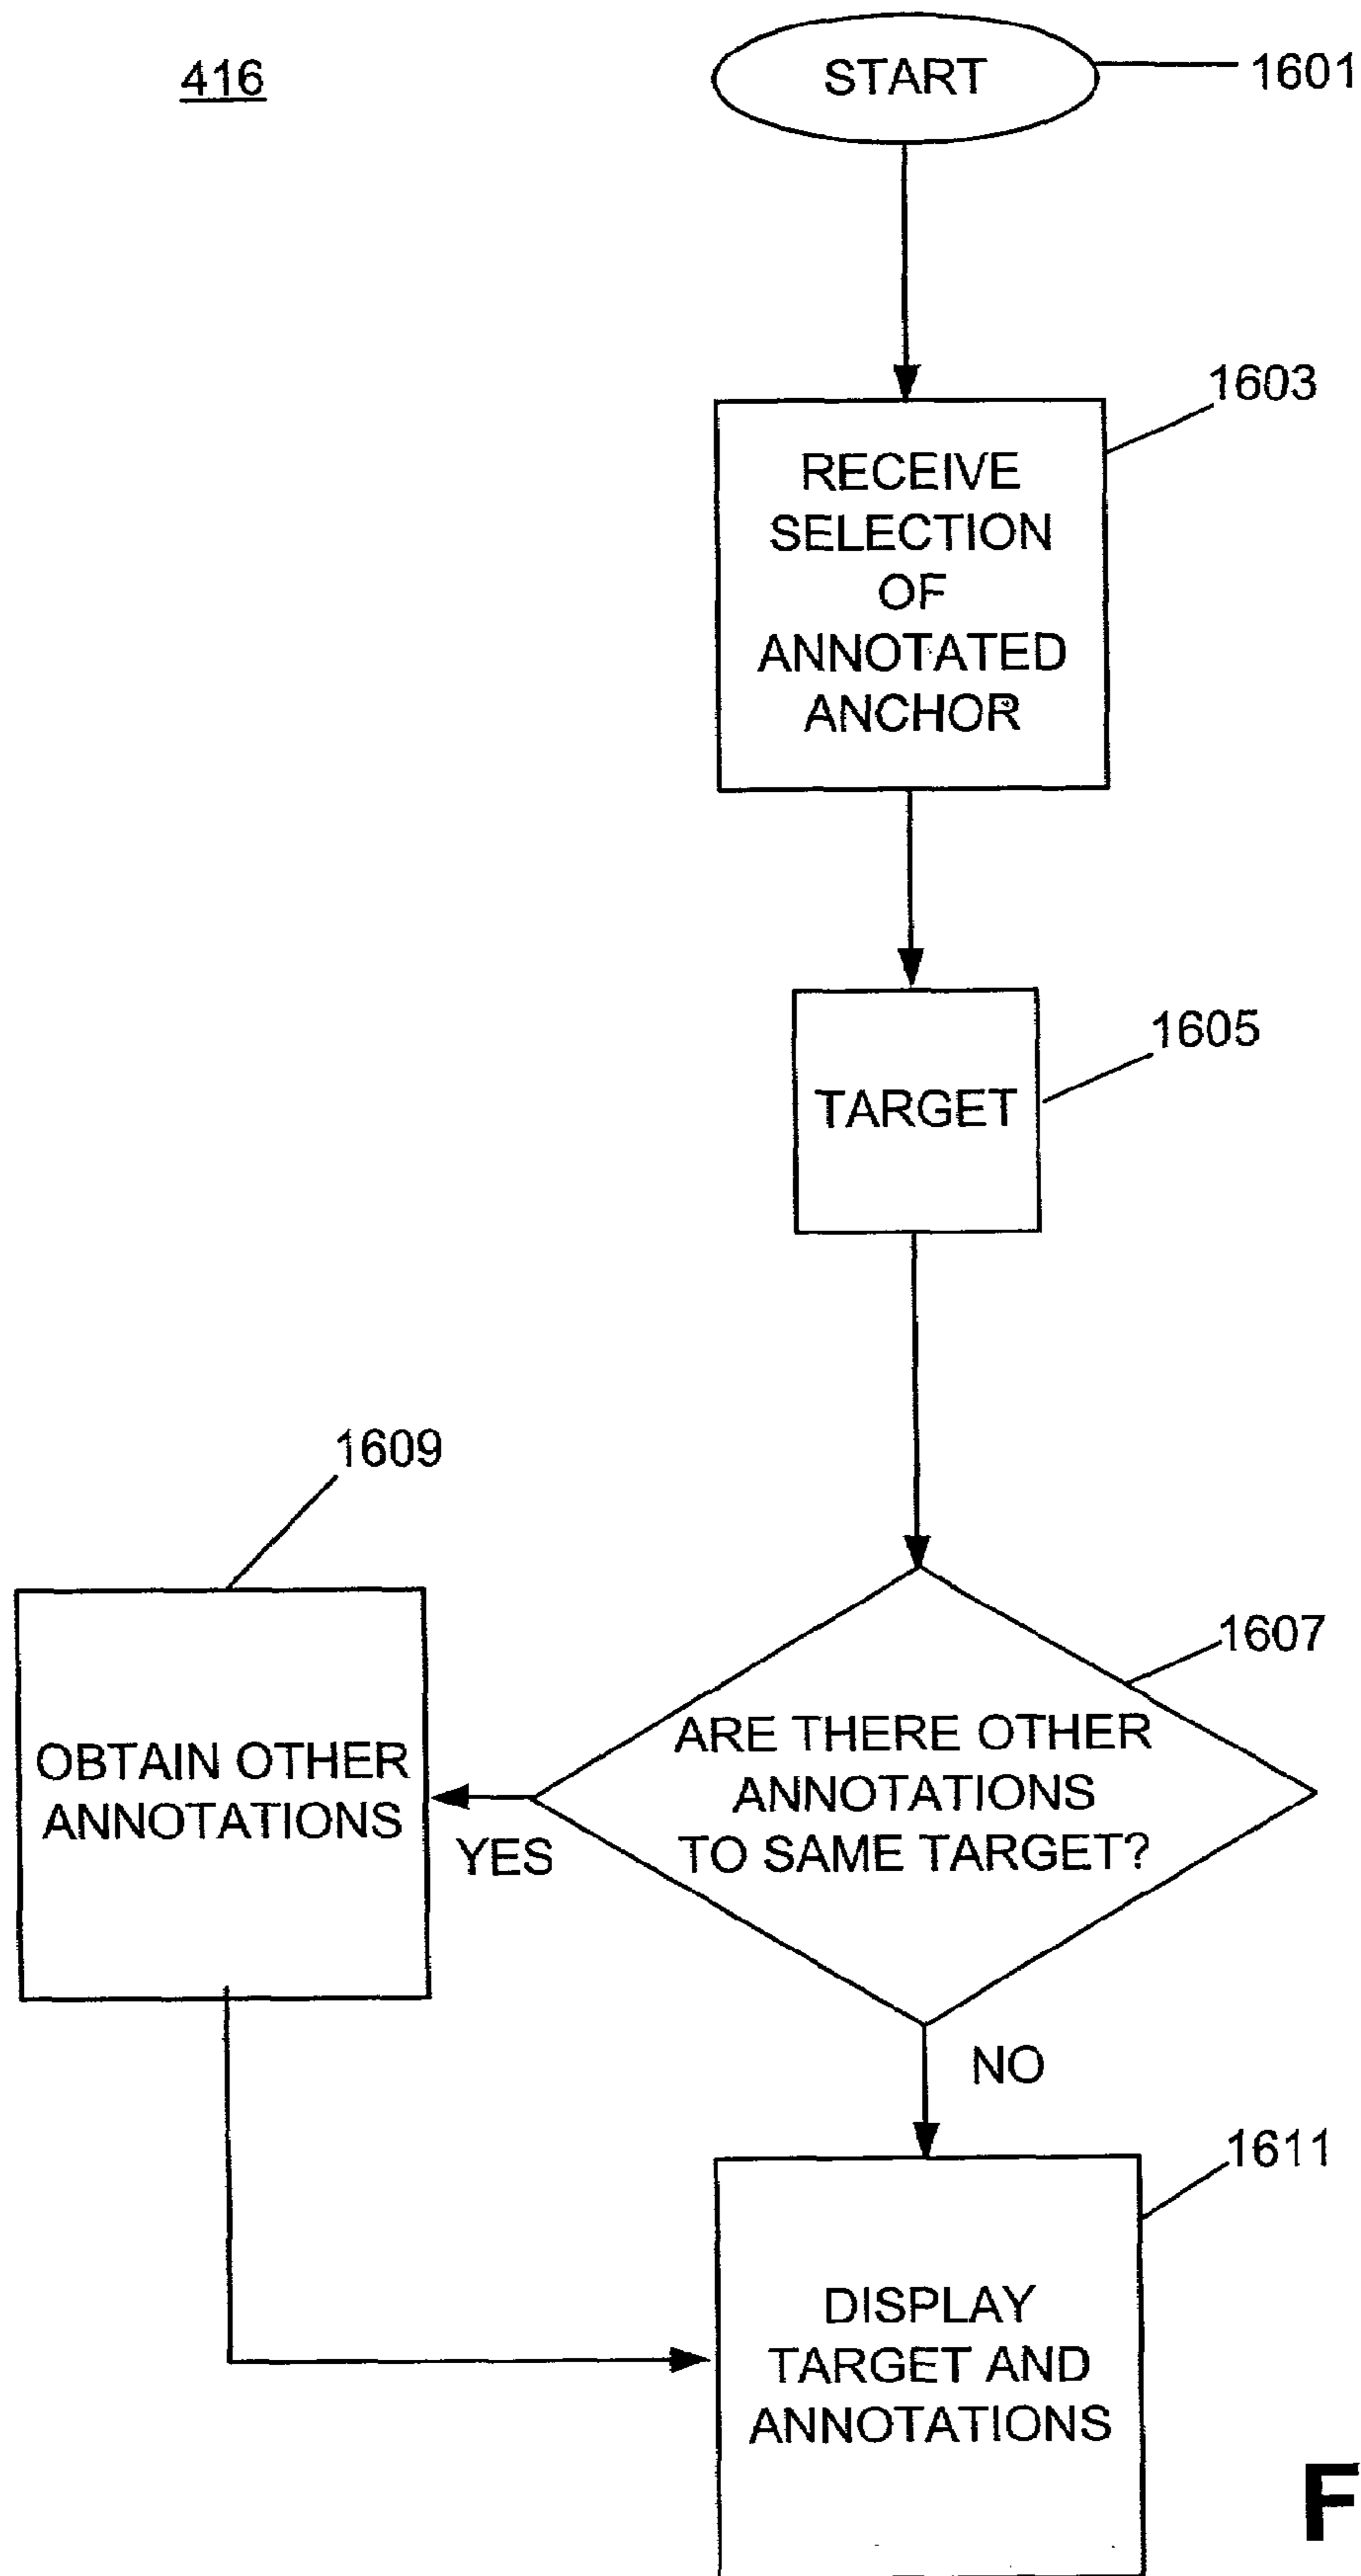 416
START
1601
1603
RECEIVE
SELECTION
OF
ANNOTATED
ANCHOR
1605
TARGET
1609
1607
OBTAIN OTHER
ANNOTATIONS
YES
ARE THERE OTHER
ANNOTATIONS
TO SAME TARGET?
NO
1611
DISPLAY
TARGET AND
ANNOTATIONS
F